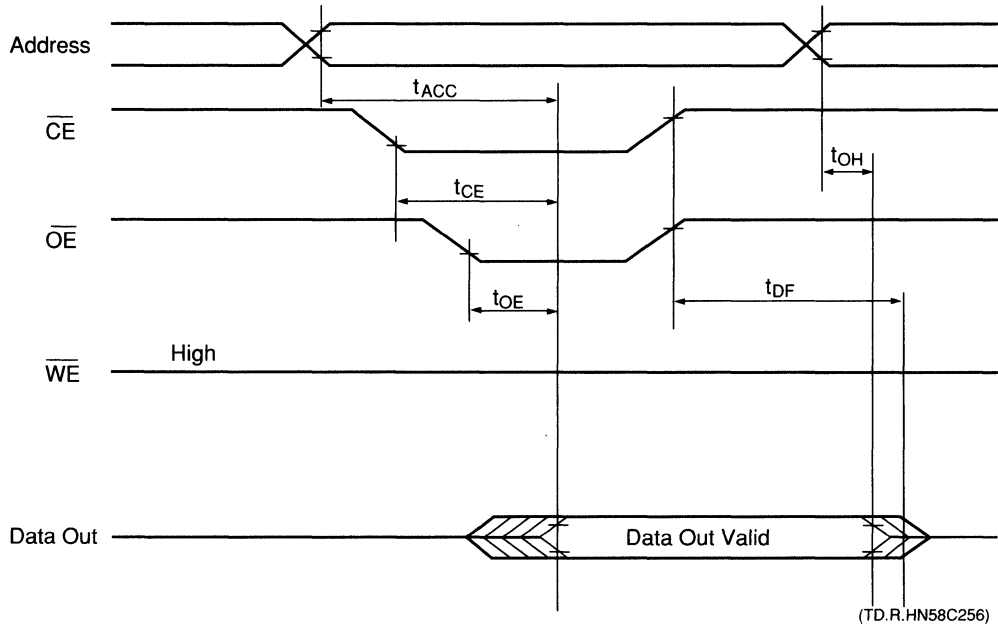 Address
tACC
CE
tOH
tCE
OE
tDF
tOE
High
WE
Data Out
Data Out Valid
(TD.R.HN58C256)